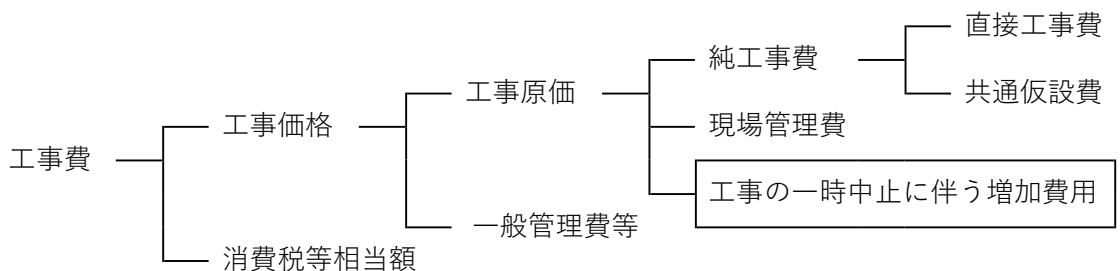 直接工事費
純工事費
共通仮設費
工事原価
現場管理費
工事価格
工事費
工事の一時中止に伴う増加費用
一般管理費等
消費税等相当額